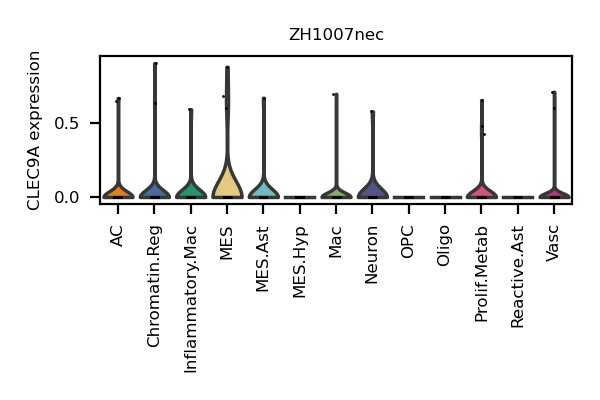 ZH1007nec
CLEC9A expression
0.5
0.0
AC
Chromatin.Reg
Inflammatory.Mac
MES
MES.Ast
MES.Hyp
Mac
Neuron
OPC
Oligo
Prolif.Metab
Reactive.Ast
Vasc